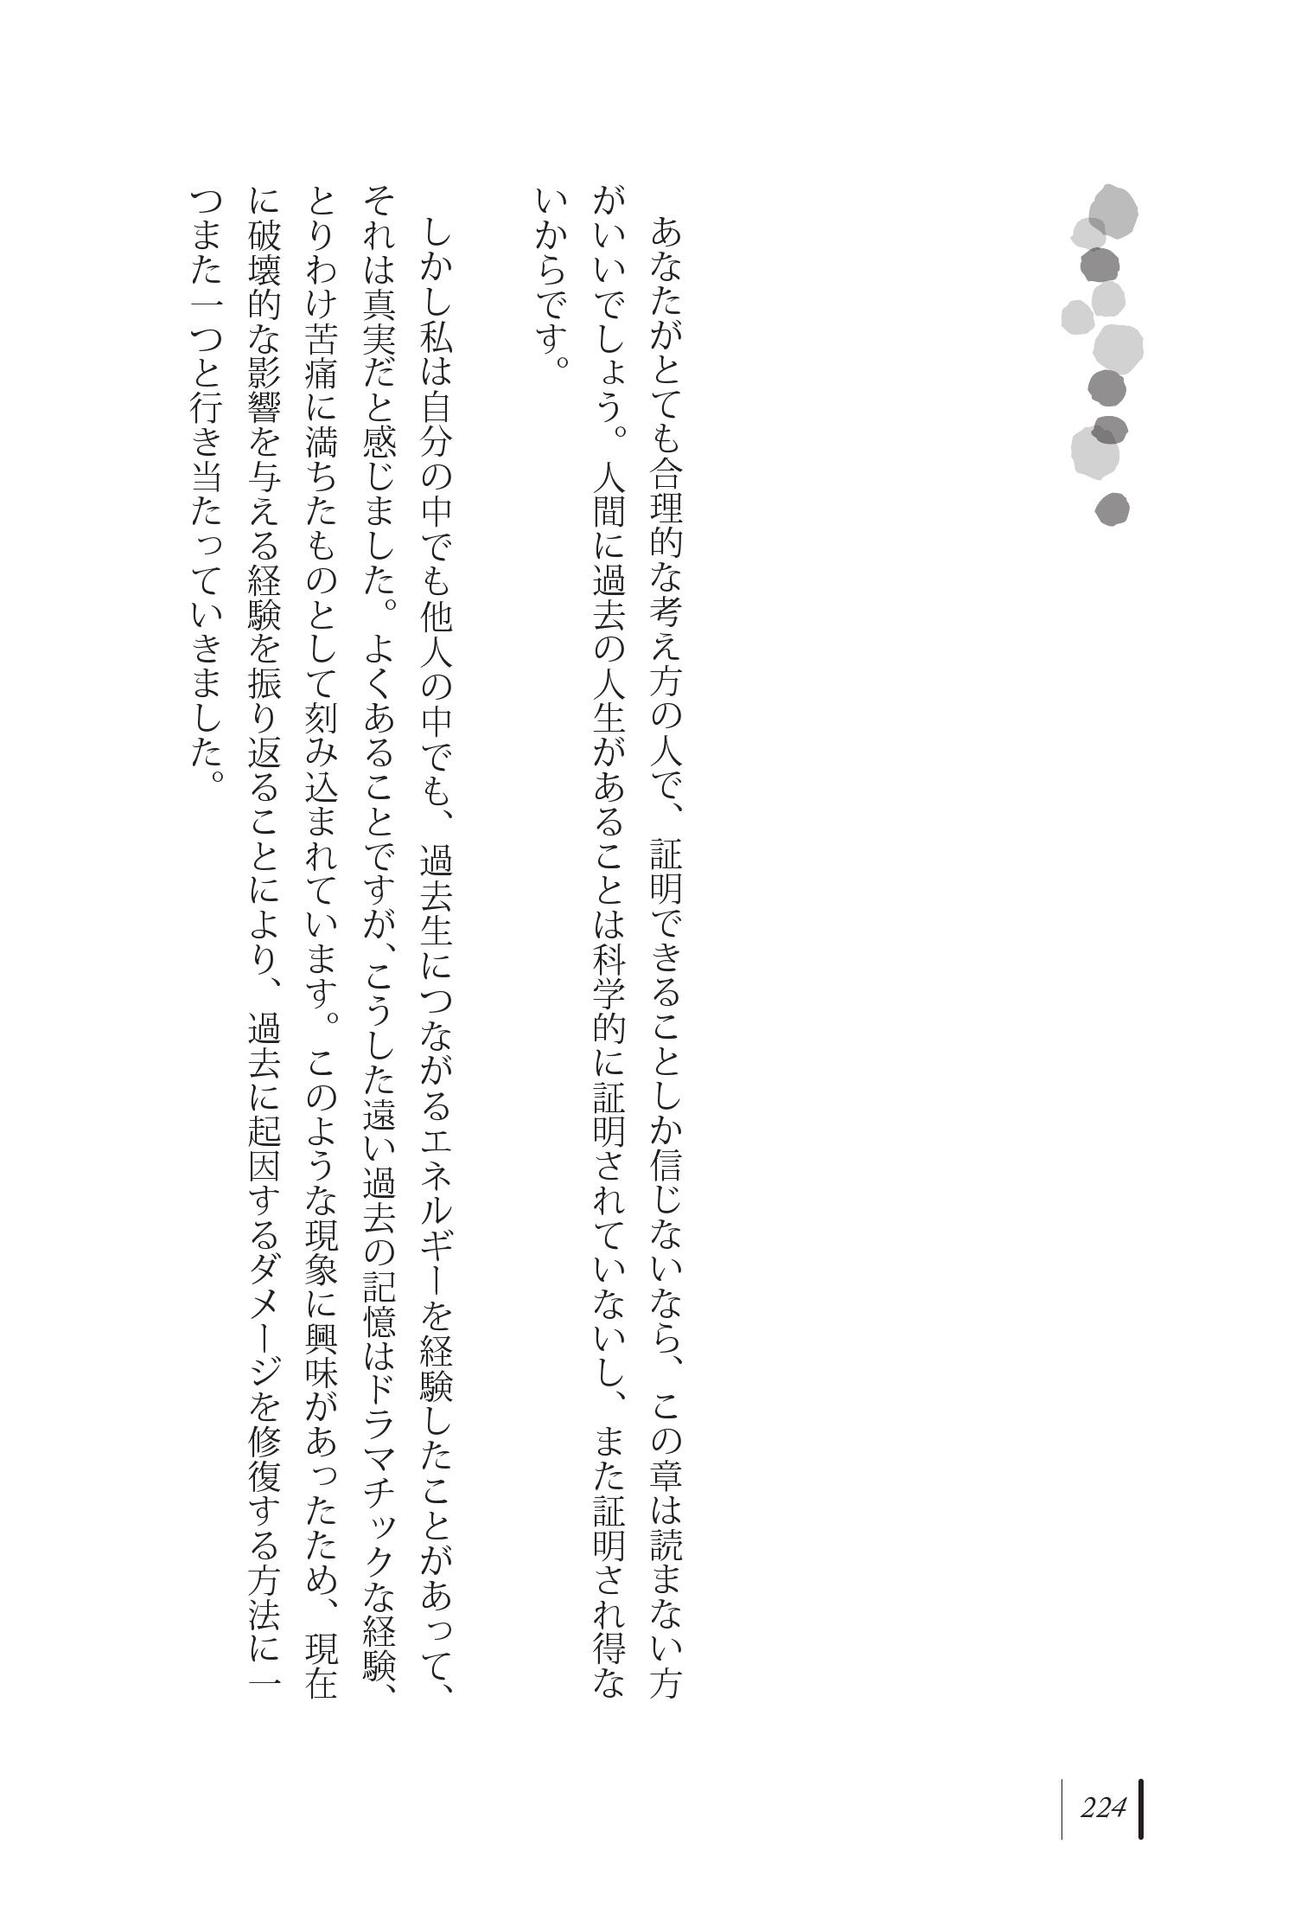 あなたがとても合理的な考え方の人で、証明できることしか信じないなら、この章は読まない方
がいいでしょう。人間に過去の人生があることは科学的に証明されていないし、また証明され得な
いからです。
しかし私は自分の中でも他人の中でも、過去生につながるエネルギーを経験したことがあって、
それは真実だと感じました。よくあることですが、こうした遠い過去の記憶はドラマチックな経験、
とりわけ苦痛に満ちたものとして刻み込まれています。このような現象に興味があったため、現在
に破壊的な影響を与える経験を振り返ることにより、過去に起因するダメージを修復する方法に一
つまた一つと行き当たっていきました。
224